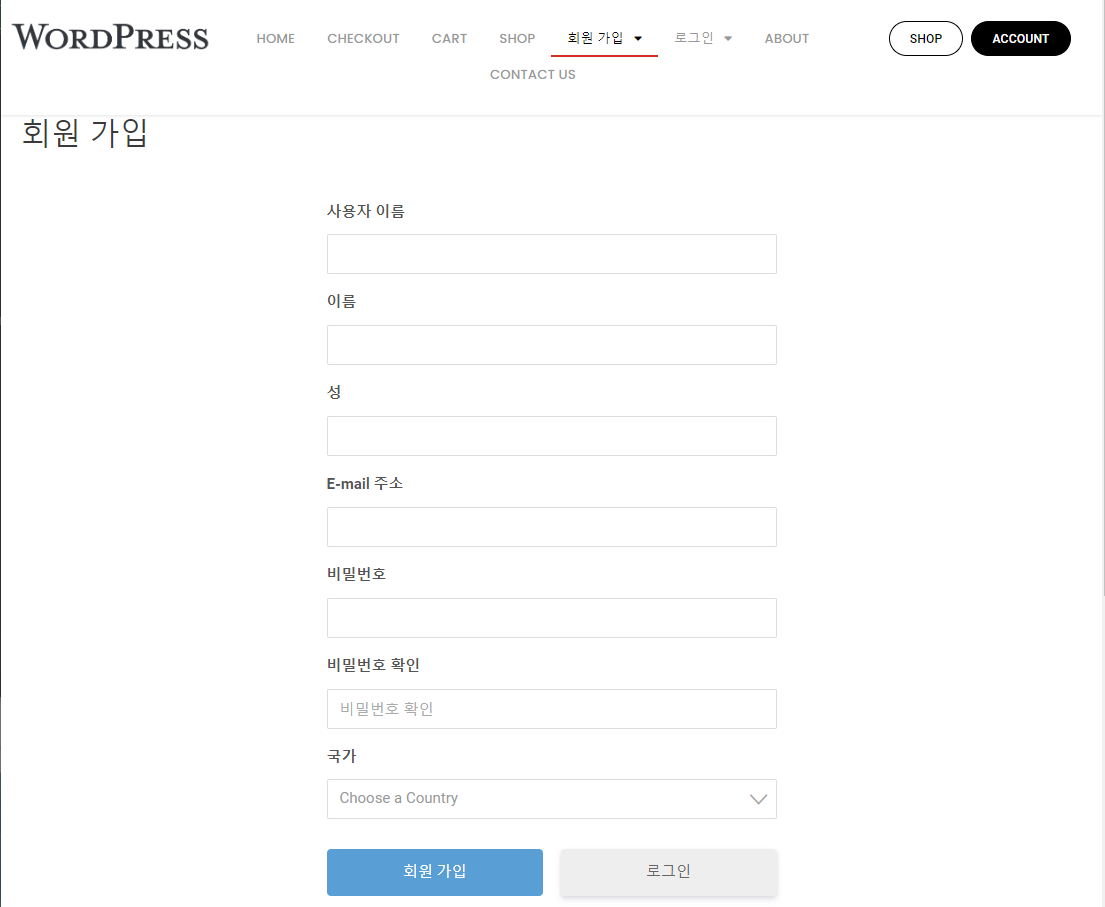 WORDPRESS
HOME CHECKOUT CART SHOP 회원 가입 로그인 ABOUT
CONTACT US
SHOP ACCOUNT
회원 가입
사용자 이름
이름
성
E-mail 주소
비밀번호
비밀번호 확인
비밀번호 확인
국가
Choose a Country
회원 가입 로그인